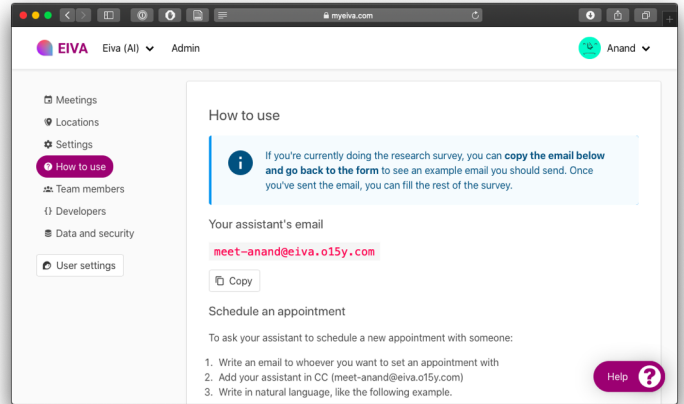 myeiva.com
EIVA Eiva (AI) Admin Anand
Meetings
Locations
Settings
How to use
Team members
Developers
Data and security
User settings
How to use
If you're currently doing the research survey, you can copy the email below
and go back to the form to see an example email you should send. Once
you've sent the email, you can fill the rest of the survey.
Your assistant's email
meet-anand@eiva.o15y.com
Copy
Schedule an appointment
To ask your assistant to schedule a new appointment with someone:
1. Write an email to whoever you want to set an appointment with
2. Add your assistant in CC (meet-anand@eiva.o15y.com)
3. Write in natural language, like the following example.
Help